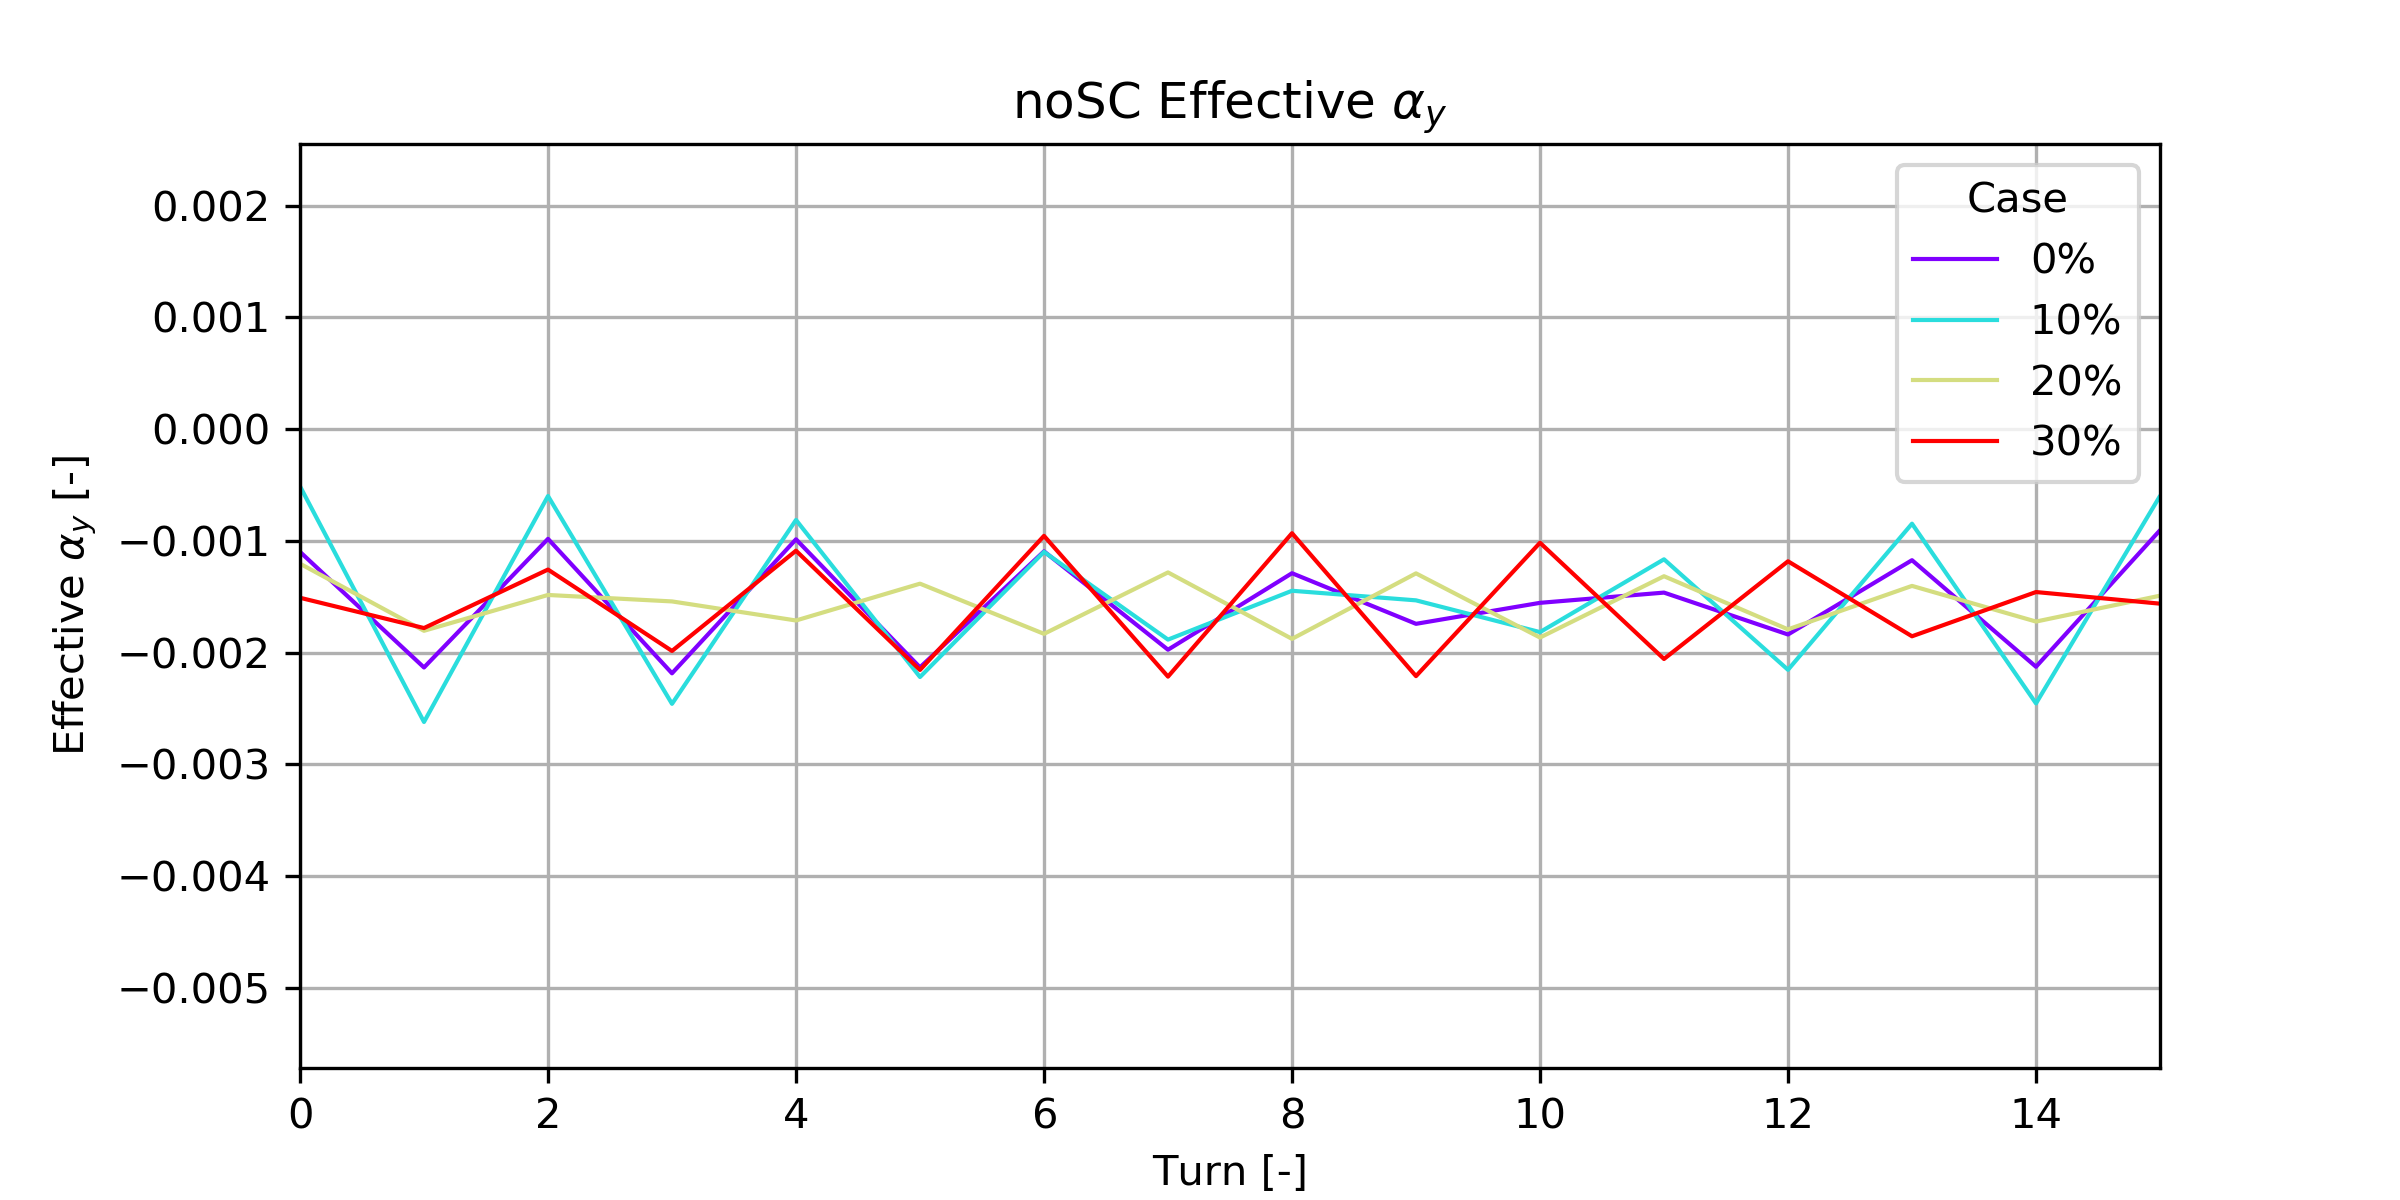 noSC Effective αy
0.002
0.001
0.000
−0.001
−0.002
−0.003
−0.004
−0.005
Effective αy [-]
0 2 4 6 8 10 12 14
Turn [-]
Case
0%
10%
20%
30%